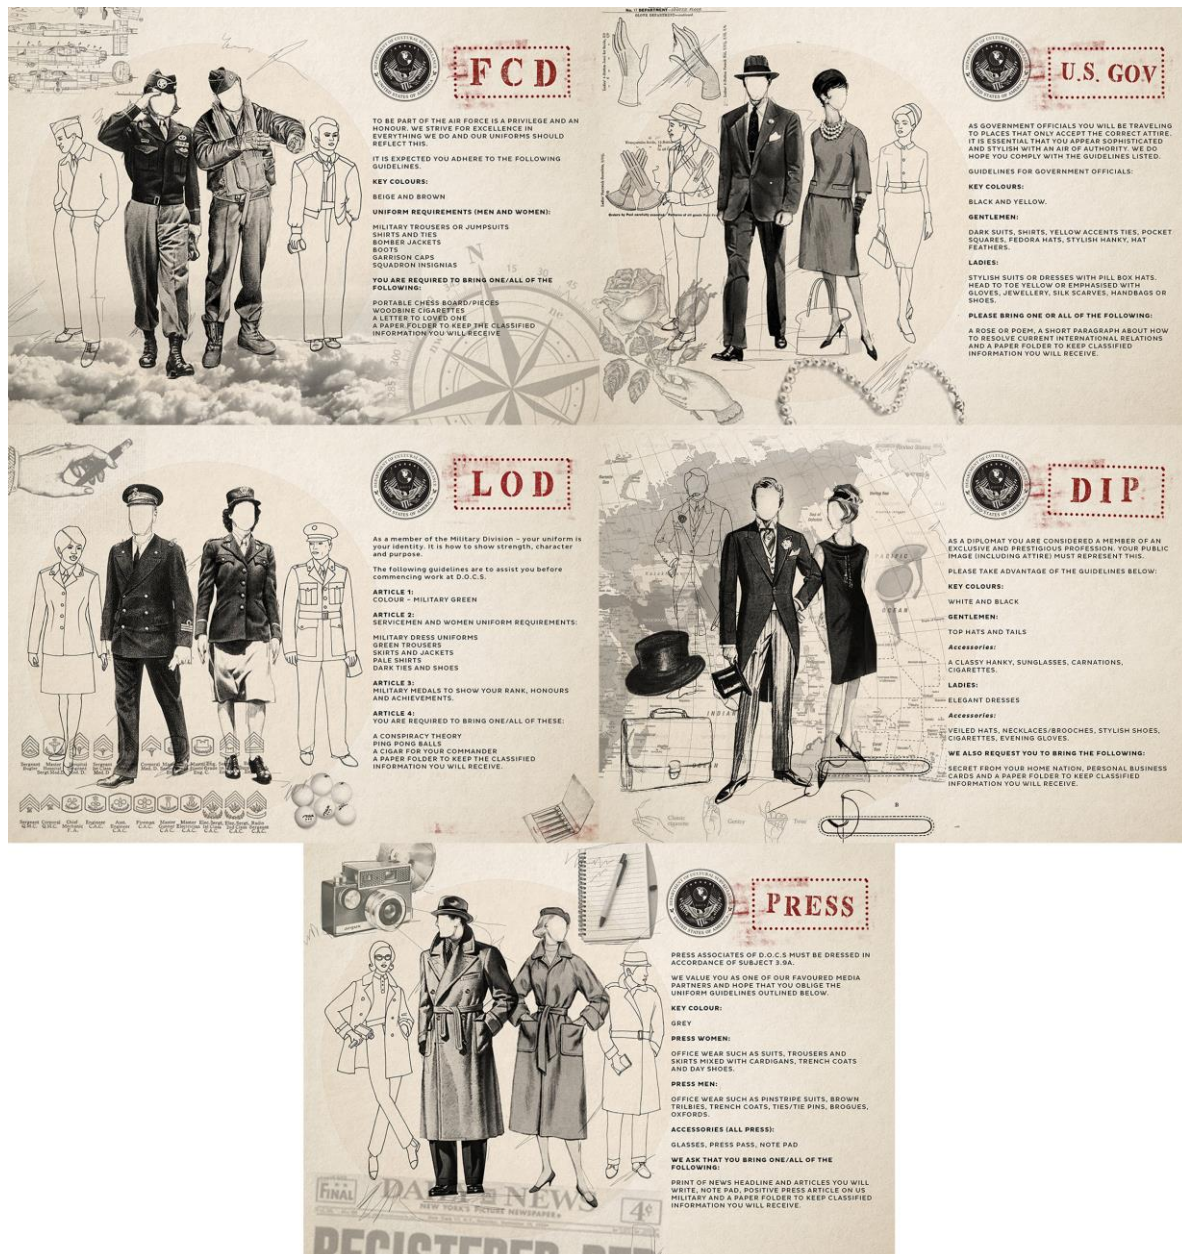 FCD
TO BE PART OF THE AIR FORCE IS A PRIVILEGE AND AN
HONOUR. WE STRIVE FOR EXCELLENCE IN
EVERYTHING WE DO AND OUR UNIFORMS SHOULD
REFLECT THIS.
IT IS EXPECTED YOU ADHERE TO THE FOLLOWING
GUIDELINES.
KEY COLOURS:
BEIGE AND BROWN
UNIFORM REQUIREMENTS (MEN AND WOMEN):
MILITARY TROUSERS OR JUMPSUITS
SHIRTS AND TIES
BOMBER JACKETS
BOOTS
GARRISON CAPS
SQUADRON INSIGNIAS
YOU ARE REQUIRED TO BRING ONE/ALL OF THE
FOLLOWING:
PORTABLE CHESS BOARD/PIECES
WOODBINE CIGARETTES
A LETTER TO LOVED ONE
A PAPER FOLDER TO KEEP THE CLASSIFIED
INFORMATION YOU WILL RECEIVE
N
15
30
45
ne
U.S. GOV
AS GOVERNMENT OFFICIALS YOU WILL BE TRAVELING
TO PLACES THAT ONLY ACCEPT THE CORRECT ATTIRE.
IT IS ESSENTIAL THAT YOU APPEAR SOPHISTICATED
AND STYLISH WITH AN AIR OF AUTHORITY. WE DO
HOPE YOU COMPLY WITH THE GUIDELINES LISTED.
GUIDELINES FOR GOVERNMENT OFFICIALS:
KEY COLOURS:
BLACK AND YELLOW.
GENTLEMEN:
DARK SUITS, SHIRTS, YELLOW ACCENTS TIES, POCKET
SQUARES, FEDORA HATS, STYLISH HANKY, HAT
FEATHERS.
LADIES:
STYLISH SUITS OR DRESSES WITH PILL BOX HATS.
HEAD TO TOE YELLOW OR EMPHASISED WITH
GLOVES, JEWELLERY, SILK SCARVES, HANDBAGS OR
SHOES.
PLEASE BRING ONE OR ALL OF THE FOLLOWING:
A ROSE OR POEM, A SHORT PARAGRAPH ABOUT HOW
TO RESOLVE CURRENT INTERNATIONAL RELATIONS
AND A PAPER FOLDER TO KEEP CLASSIFIED
INFORMATION YOU WILL RECEIVE.
LOD
As a member of the Military Division – your uniform is
your identity. It is how to show strength, character
and purpose.
The following guidelines are to assist you before
commencing work at D.O.C.S.
ARTICLE 1:
COLOUR – MILITARY GREEN
ARTICLE 2:
SERVICEMEN AND WOMEN UNIFORM REQUIREMENTS:
MILITARY DRESS UNIFORMS
GREEN TROUSERS
SKIRTS AND JACKETS
PALE SHIRTS
DARK TIES AND SHOES
ARTICLE 3:
MILITARY MEDALS TO SHOW YOUR RANK, HONOURS
AND ACHIEVEMENTS.
ARTICLE 4:
YOU ARE REQUIRED TO BRING ONE/ALL OF THESE:
A CONSPIRACY THEORY
PING PONG BALLS
A CIGAR FOR YOUR COMMANDER
A PAPER FOLDER TO KEEP THE CLASSIFIED
INFORMATION YOU WILL RECEIVE.
DIP
AS A DIPLOMAT YOU ARE CONSIDERED A MEMBER OF AN
EXCLUSIVE AND PRESTIGIOUS PROFESSION. YOUR PUBLIC
IMAGE (INCLUDING ATTIRE) MUST REPRESENT THIS.
PLEASE TAKE ADVANTAGE OF THE GUIDELINES BELOW:
KEY COLOURS:
WHITE AND BLACK
GENTLEMEN:
TOP HATS AND TAILS
Accessories:
A CLASSY HANKY, SUNGLASSES, CARNATIONS,
CIGARETTES.
LADIES:
ELEGANT DRESSES
Accessories:
VEILED HATS, NECKLACES/BROOCHES, STYLISH SHOES,
CIGARETTES, EVENING GLOVES.
WE ALSO REQUEST YOU TO BRING THE FOLLOWING:
SECRET FROM YOUR HOME NATION, PERSONAL BUSINESS
CARDS AND A PAPER FOLDER TO KEEP CLASSIFIED
INFORMATION YOU WILL RECEIVE.
PACIFIC
OCEAN
INDIAN
PRESS
PRESS ASSOCIATES OF D.O.C.S MUST BE DRESSED IN
ACCORDANCE OF SUBJECT 3.9A.
WE VALUE YOU AS ONE OF OUR FAVOURED MEDIA
PARTNERS AND HOPE THAT YOU OBLIGE THE
UNIFORM GUIDELINES OUTLINED BELOW.
KEY COLOUR:
GREY
PRESS WOMEN:
OFFICE WEAR SUCH AS SUITS, TROUSERS AND
SKIRTS MIXED WITH CARDIGANS, TRENCH COATS
AND DAY SHOES.
PRESS MEN:
OFFICE WEAR SUCH AS PINSTRIPE SUITS, BROWN
TRILBIES, TRENCH COATS, TIES/TIE PINS, BROGUES,
OXFORDS.
ACCESSORIES (ALL PRESS):
GLASSES, PRESS PASS, NOTE PAD
WE ASK THAT YOU BRING ONE/ALL OF THE
FOLLOWING:
PRINT OF NEWS HEADLINE AND ARTICLES YOU WILL
WRITE, NOTE PAD, POSITIVE PRESS ARTICLE ON US
MILITARY AND A PAPER FOLDER TO KEEP CLASSIFIED
INFORMATION YOU WILL RECEIVE.
FINAL
NEWS
NEW YORK'S PICTURE NEWSPAPER
4¢